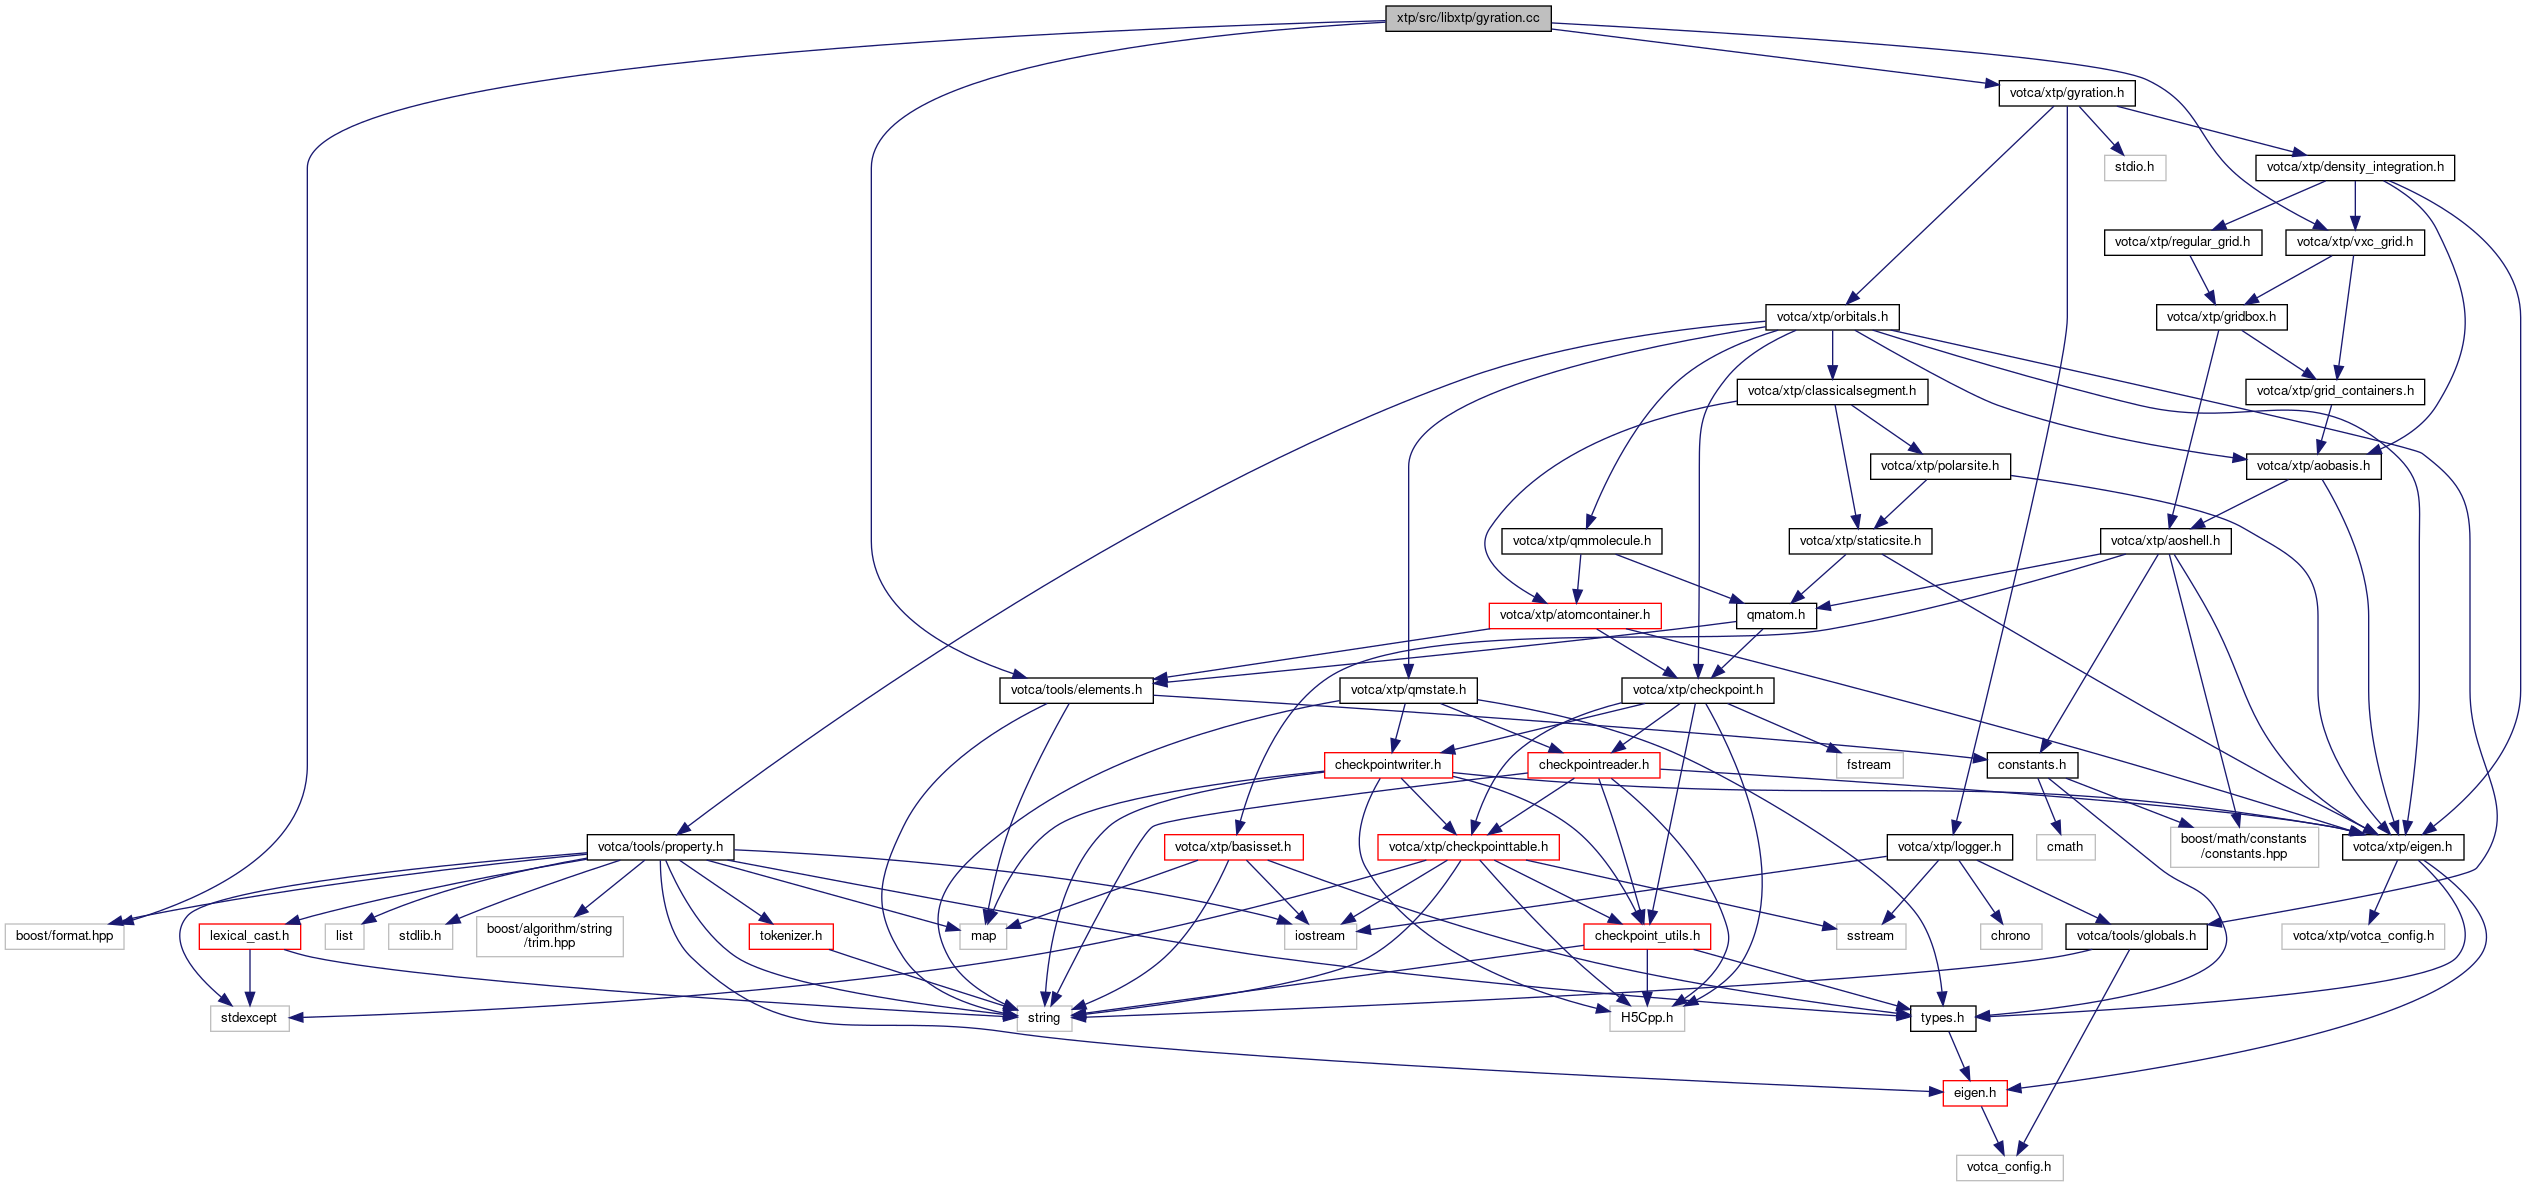 xtp/src/libxtp/gyration.cc
votca/xtp/gyration.h
stdio.h
votca/xtp/density_integration.h
votca/xtp/regular_grid.h
votca/xtp/vxc_grid.h
votca/xtp/orbitals.h
votca/xtp/gridbox.h
votca/xtp/classicalsegment.h
votca/xtp/grid_containers.h
votca/xtp/polarsite.h
votca/xtp/aobasis.h
votca/xtp/qmmolecule.h
votca/xtp/staticsite.h
votca/xtp/aoshell.h
votca/xtp/atomcontainer.h
qmatom.h
votca/tools/elements.h
votca/xtp/qmstate.h
votca/xtp/checkpoint.h
checkpointwriter.h
checkpointreader.h
fstream
constants.h
votca/tools/property.h
votca/xtp/basisset.h
votca/xtp/checkpointtable.h
votca/xtp/logger.h
cmath
boost/math/constants
/constants.hpp
votca/xtp/eigen.h
boost/format.hpp
lexical_cast.h
list
stdlib.h
boost/algorithm/string
/trim.hpp
tokenizer.h
map
iostream
checkpoint_utils.h
sstream
chrono
votca/tools/globals.h
votca/xtp/votca_config.h
stdexcept
string
H5Cpp.h
types.h
eigen.h
votca_config.h